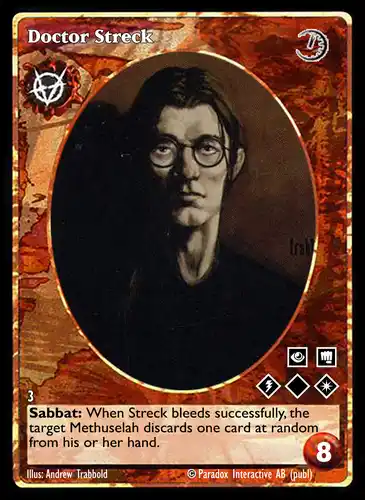 Doctor Streck
3
Sabbat: When Streck bleeds successfully, the
target Methuselah discards one card at random
from his or her hand.
8
Illus: Andrew Trabbold © Paradox Interactive AB (publ)